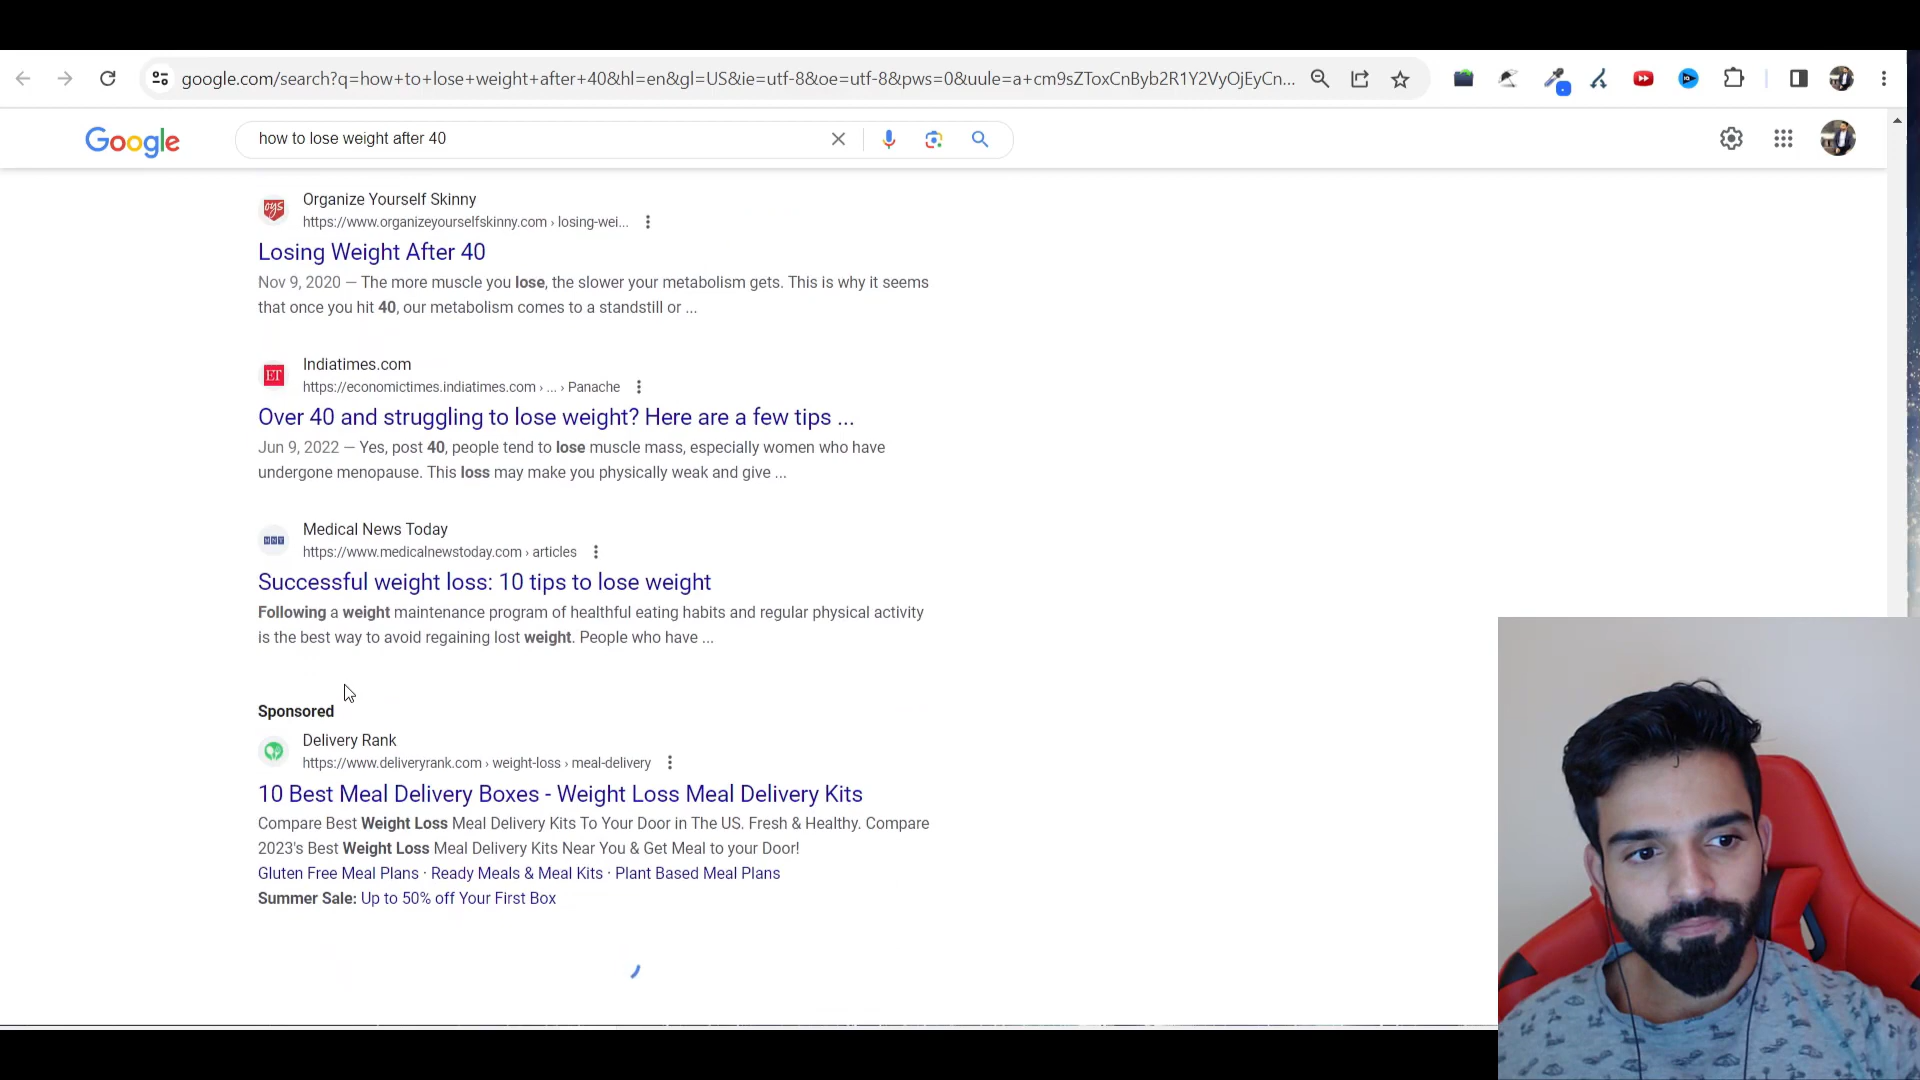 google.com/search?q=how+to+lose+weight+after+40&hl=en&gl=US&ie=utf-8&oe=utf-8&pws=0&uule=a+cm9sZToxCnByb2R1Y2VyOjEyCn...
Google
how to lose weight after 40
Organize Yourself Skinny
https://www.organizeyourselfskinny.com › losing-wei...
Losing Weight After 40
Nov 9, 2020 — The more muscle you lose, the slower your metabolism gets. This is why it seems
that once you hit 40, our metabolism comes to a standstill or ...
ET
Indiatimes.com
https://economictimes.indiatimes.com › ... › Panache
Over 40 and struggling to lose weight? Here are a few tips ...
Jun 9, 2022 — Yes, post 40, people tend to lose muscle mass, especially women who have
undergone menopause. This loss may make you physically weak and give ...
MNT
Medical News Today
https://www.medicalnewstoday.com › articles
Successful weight loss: 10 tips to lose weight
Following a weight maintenance program of healthful eating habits and regular physical activity
is the best way to avoid regaining lost weight. People who have ...
Sponsored
Delivery Rank
https://www.deliveryrank.com › weight-loss › meal-delivery
10 Best Meal Delivery Boxes - Weight Loss Meal Delivery Kits
Compare Best Weight Loss Meal Delivery Kits To Your Door in The US. Fresh & Healthy. Compare
2023's Best Weight Loss Meal Delivery Kits Near You & Get Meal to your Door!
Gluten Free Meal Plans · Ready Meals & Meal Kits · Plant Based Meal Plans
Summer Sale: Up to 50% off Your First Box